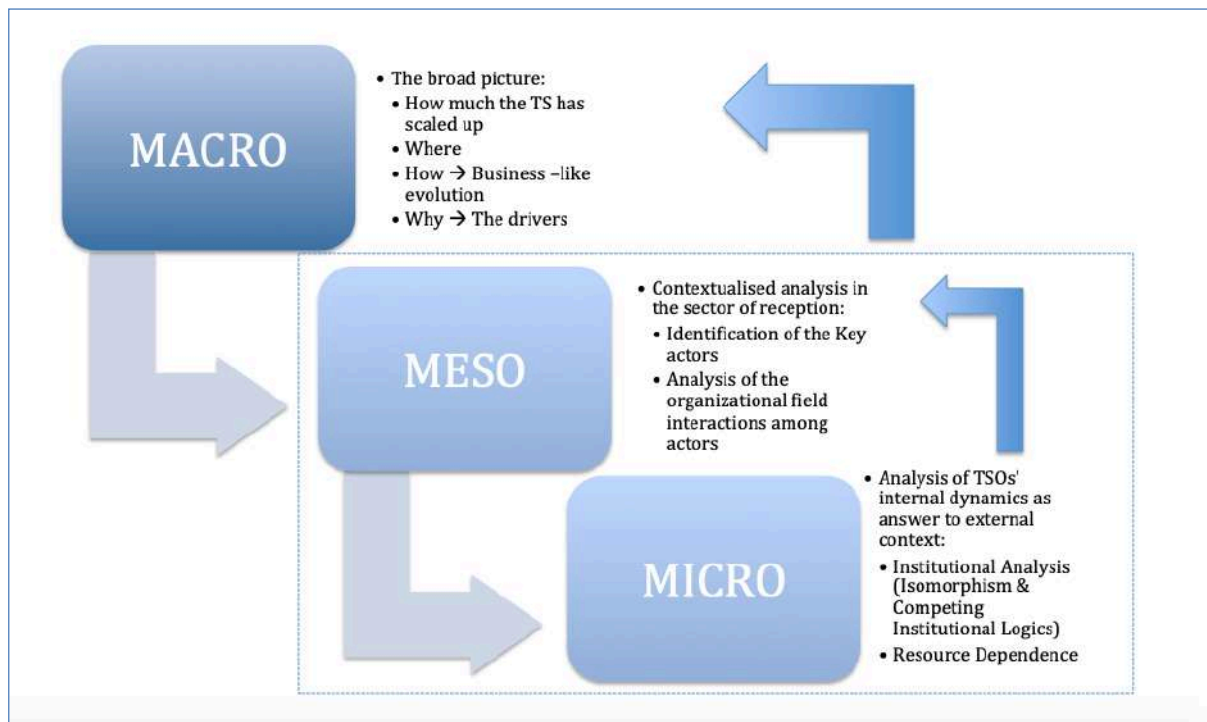 MACRO
• The broad picture:
• How much the TS has
scaled up
• Where
• How → Business –like
evolution
• Why → The drivers
MESO
• Contextualised analysis in
the sector of reception:
• Identification of the Key
actors
• Analysis of the
organizational field
interactions among
actors
MICRO
• Analysis of TSOs'
internal dynamics as
answer to external
context:
• Institutional Analysis
(Isomorphism &
Competing
Institutional Logics)
• Resource Dependence